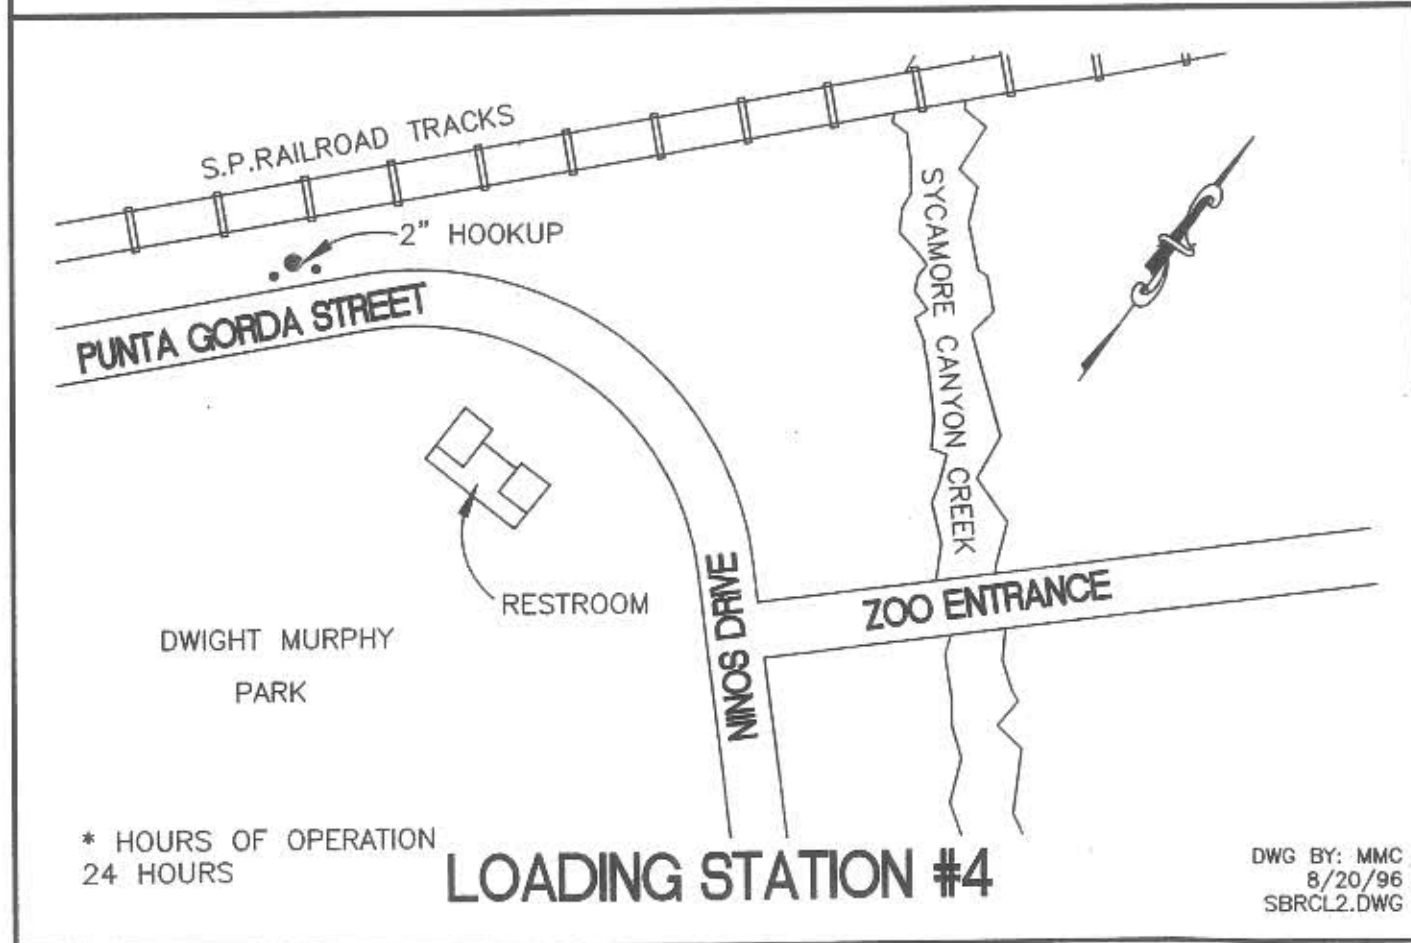 S.P.RAILROAD TRACKS
2" HOOKUP
PUNTA GORDA STREET
SYCAMORE CANYON CREEK
RESTROOM
NINOS DRIVE
ZOO ENTRANCE
DWIGHT MURPHY
PARK
* HOURS OF OPERATION
24 HOURS
LOADING STATION #4
DWG BY: MMC
8/20/96
SBRCL2.DWG